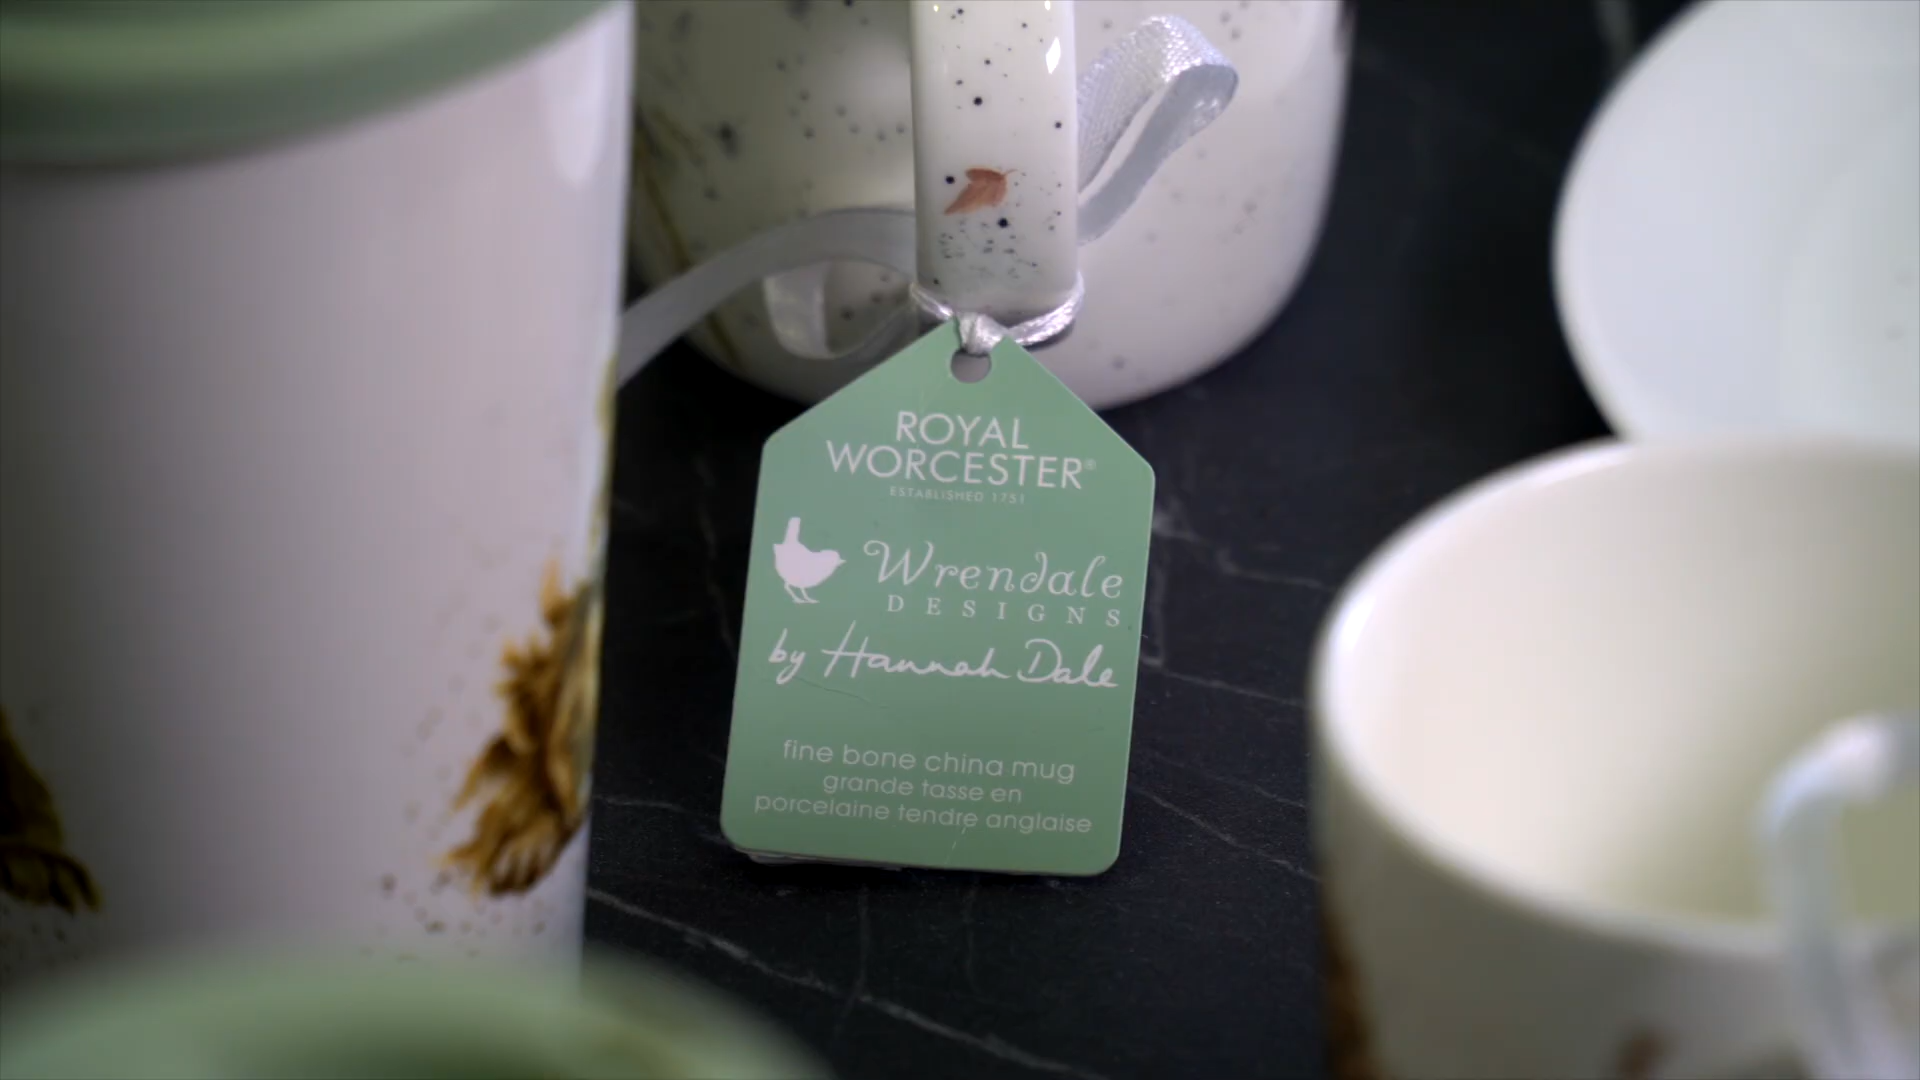 ROYAL
WORCESTER®
ESTABLISHED 1751
Wrendale
DESIGNS
by Hannah Dale
fine bone china mug
grande tasse en
porcelaine tendre anglaise